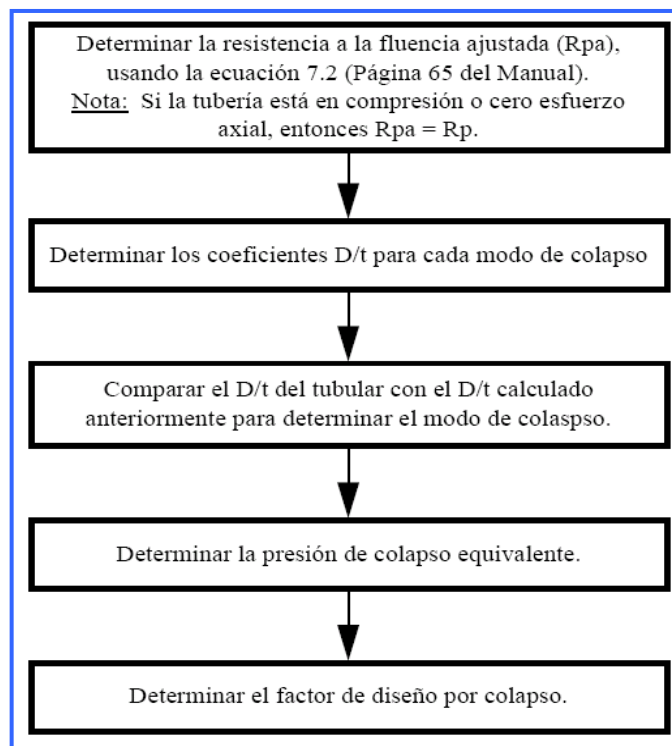 Determinar la resistencia a la fluencia ajustada (Rpa),
usando la ecuación 7.2 (Página 65 del Manual).
Nota: Si la tubería está en compresión o cero esfuerzo
axial, entonces Rpa = Rp.
Determinar los coeficientes D/t para cada modo de colapso
Comparar el D/t del tubular con el D/t calculado
anteriormente para determinar el modo de colaspso.
Determinar la presión de colapso equivalente.
Determinar el factor de diseño por colapso.